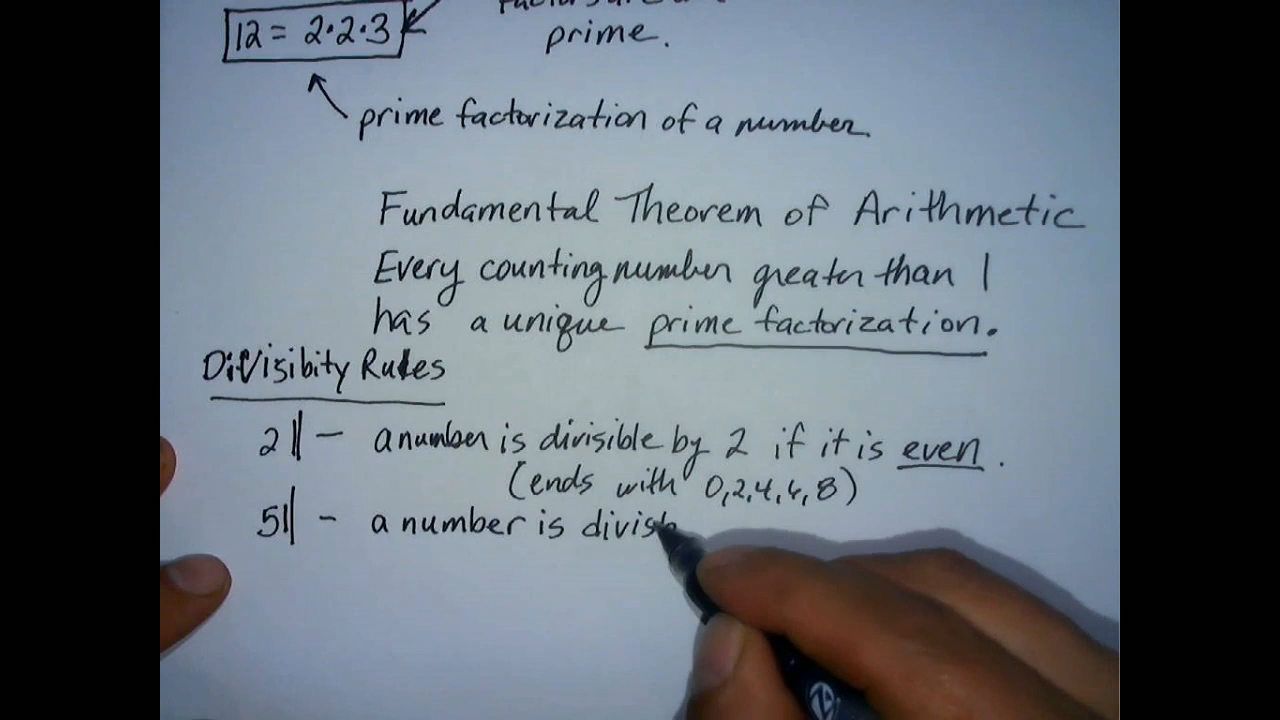 12 = 2·2·3
prime.
prime factorization of a number.
Fundamental Theorem of Arithmetic
Every counting number greater than 1
has a unique prime factorization.
Divisibity Rules
2|| – a number is divisible by 2 if it is even.
(ends with 0,2,4,6,8)
5|| – a number is divisib